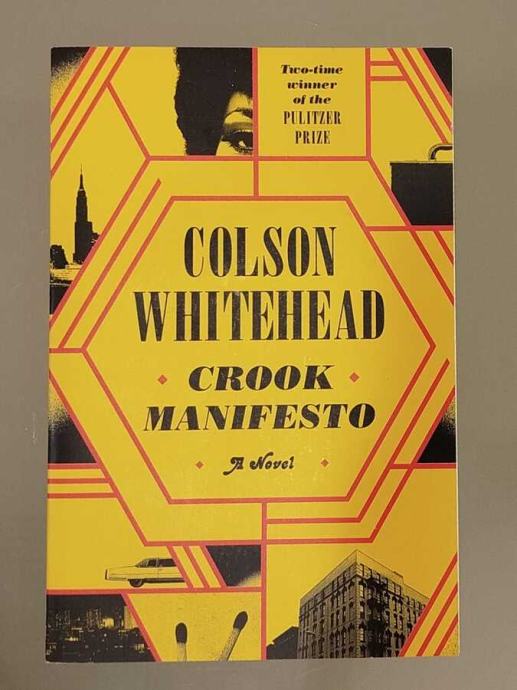 Two-time
winner
of the
PULITZER
PRIZE
COLSON
WHITEHEAD
CROOK
MANIFESTO
A Novel